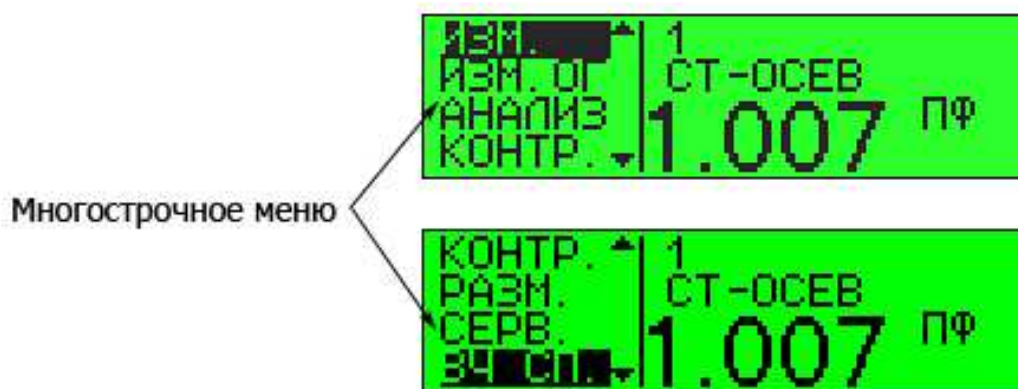 1
ИЗМ.ОГ
СТ-ОСЕВ
АНАЛИЗ
1.007 ПФ
КОНТР.
Многострочное меню
КОНТР.
1
РАЗМ.
СТ-ОСЕВ
СЕРВ.
1.007 ПФ